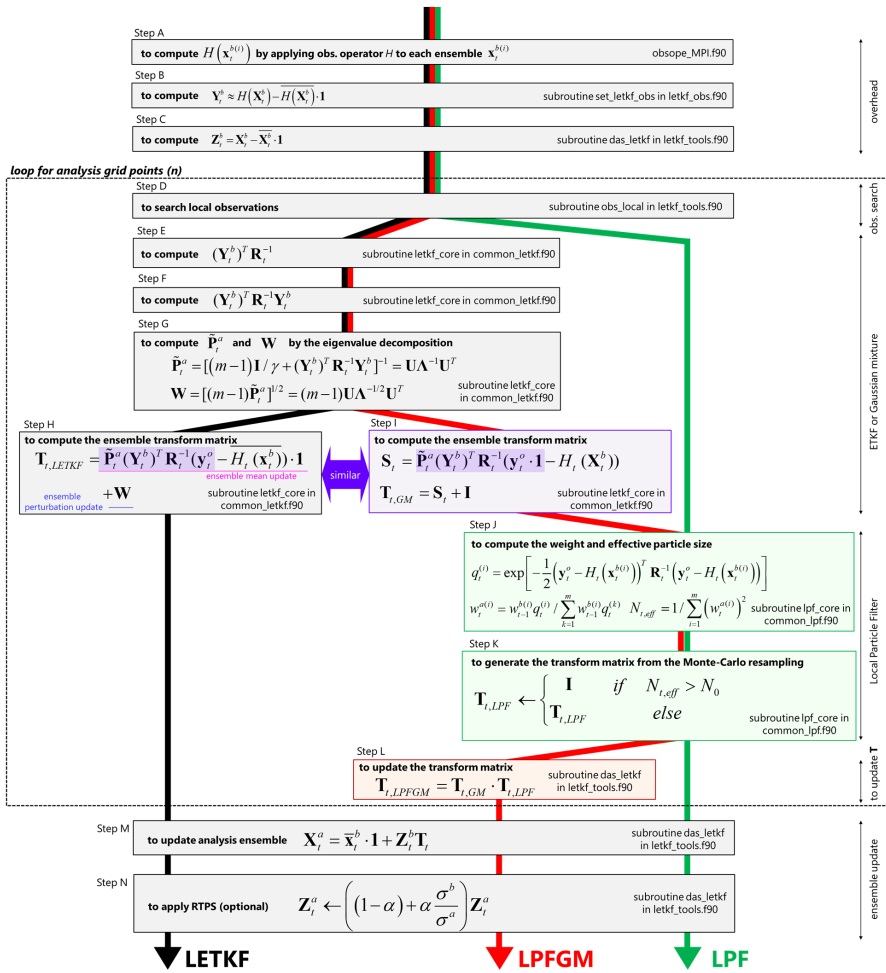 Step A
to compute H(x_t^{b(i)}) by applying obs. operator H to each ensemble x_t^{b(i)} obsope_MPI.f90
Step B
to compute Y_t^b ≈ H(X_t^b) − \overline{H(X_t^b)}·1 subroutine set_letkf_obs in letkf_obs.f90
Step C
to compute Z_t^b = X_t^b − \overline{X_t^b}·1 subroutine das_letkf in letkf_tools.f90
overhead
loop for analysis grid points (n)
Step D
to search local observations subroutine obs_local in letkf_tools.f90
obs. search
Step E
to compute (Y_t^b)^T R_t^{-1} subroutine letkf_core in common_letkf.f90
Step F
to compute (Y_t^b)^T R_t^{-1} Y_t^b subroutine letkf_core in common_letkf.f90
Step G
to compute \tilde{P}_t^a and W by the eigenvalue decomposition
\tilde{P}_t^a = [(m−1)I / γ + (Y_t^b)^T R_t^{-1} Y_t^b]^{-1} = UΛ^{-1}U^T
W = [(m−1)\tilde{P}_t^a]^{1/2} = (m−1)UΛ^{-1/2}U^T
subroutine letkf_core
in common_letkf.f90
ETKF or Gaussian mixture
Step H
to compute the ensemble transform matrix
T_{t,LETKF} = \tilde{P}_t^a (Y_t^b)^T R_t^{-1}(y_t^o − \overline{H_t(x_t^b)})·1
ensemble mean update
+W
ensemble
perturbation update
subroutine letkf_core in
common_letkf.f90
similar
Step I
to compute the ensemble transform matrix
S_t = \tilde{P}_t^a (Y_t^b)^T R_t^{-1}(y_t^o·1 − H_t(X_t^b))
T_{t,GM} = S_t + I
subroutine letkf_core in
common_letkf.f90
Step J
to compute the weight and effective particle size
q_t^{(i)} = exp[−\frac{1}{2}(y_t^o − H_t(x_t^{b(i)}))^T R_t^{-1}(y_t^o − H_t(x_t^{b(i)}))]
w_t^{a(i)} = w_{t−1}^{b(i)} q_t^{(i)} / \sum_{k=1}^{m} w_{t−1}^{b(i)} q_t^{(k)} N_{t,eff} = 1 / \sum_{i=1}^{m} (w_t^{a(i)})^2
subroutine lpf_core in
common_lpf.f90
Step K
to generate the transform matrix from the Monte-Carlo resampling
T_{t,LPF} ← { I if N_{t,eff} > N_0
T_{t,LPF} else
subroutine lpf_core in
common_lpf.f90
Local Particle Filter
Step L
to update the transform matrix
T_{t,LPFGM} = T_{t,GM} · T_{t,LPF}
subroutine das_letkf
in letkf_tools.f90
to update T
Step M
to update analysis ensemble X_t^a = \overline{x}_t^b·1 + Z_t^b T_t
subroutine das_letkf
in letkf_tools.f90
Step N
to apply RTPS (optional) Z_t^a ← ((1−α) + α \frac{σ^b}{σ^a}) Z_t^a
subroutine das_letkf
in letkf_tools.f90
ensemble update
LETKF
LPFGM
LPF